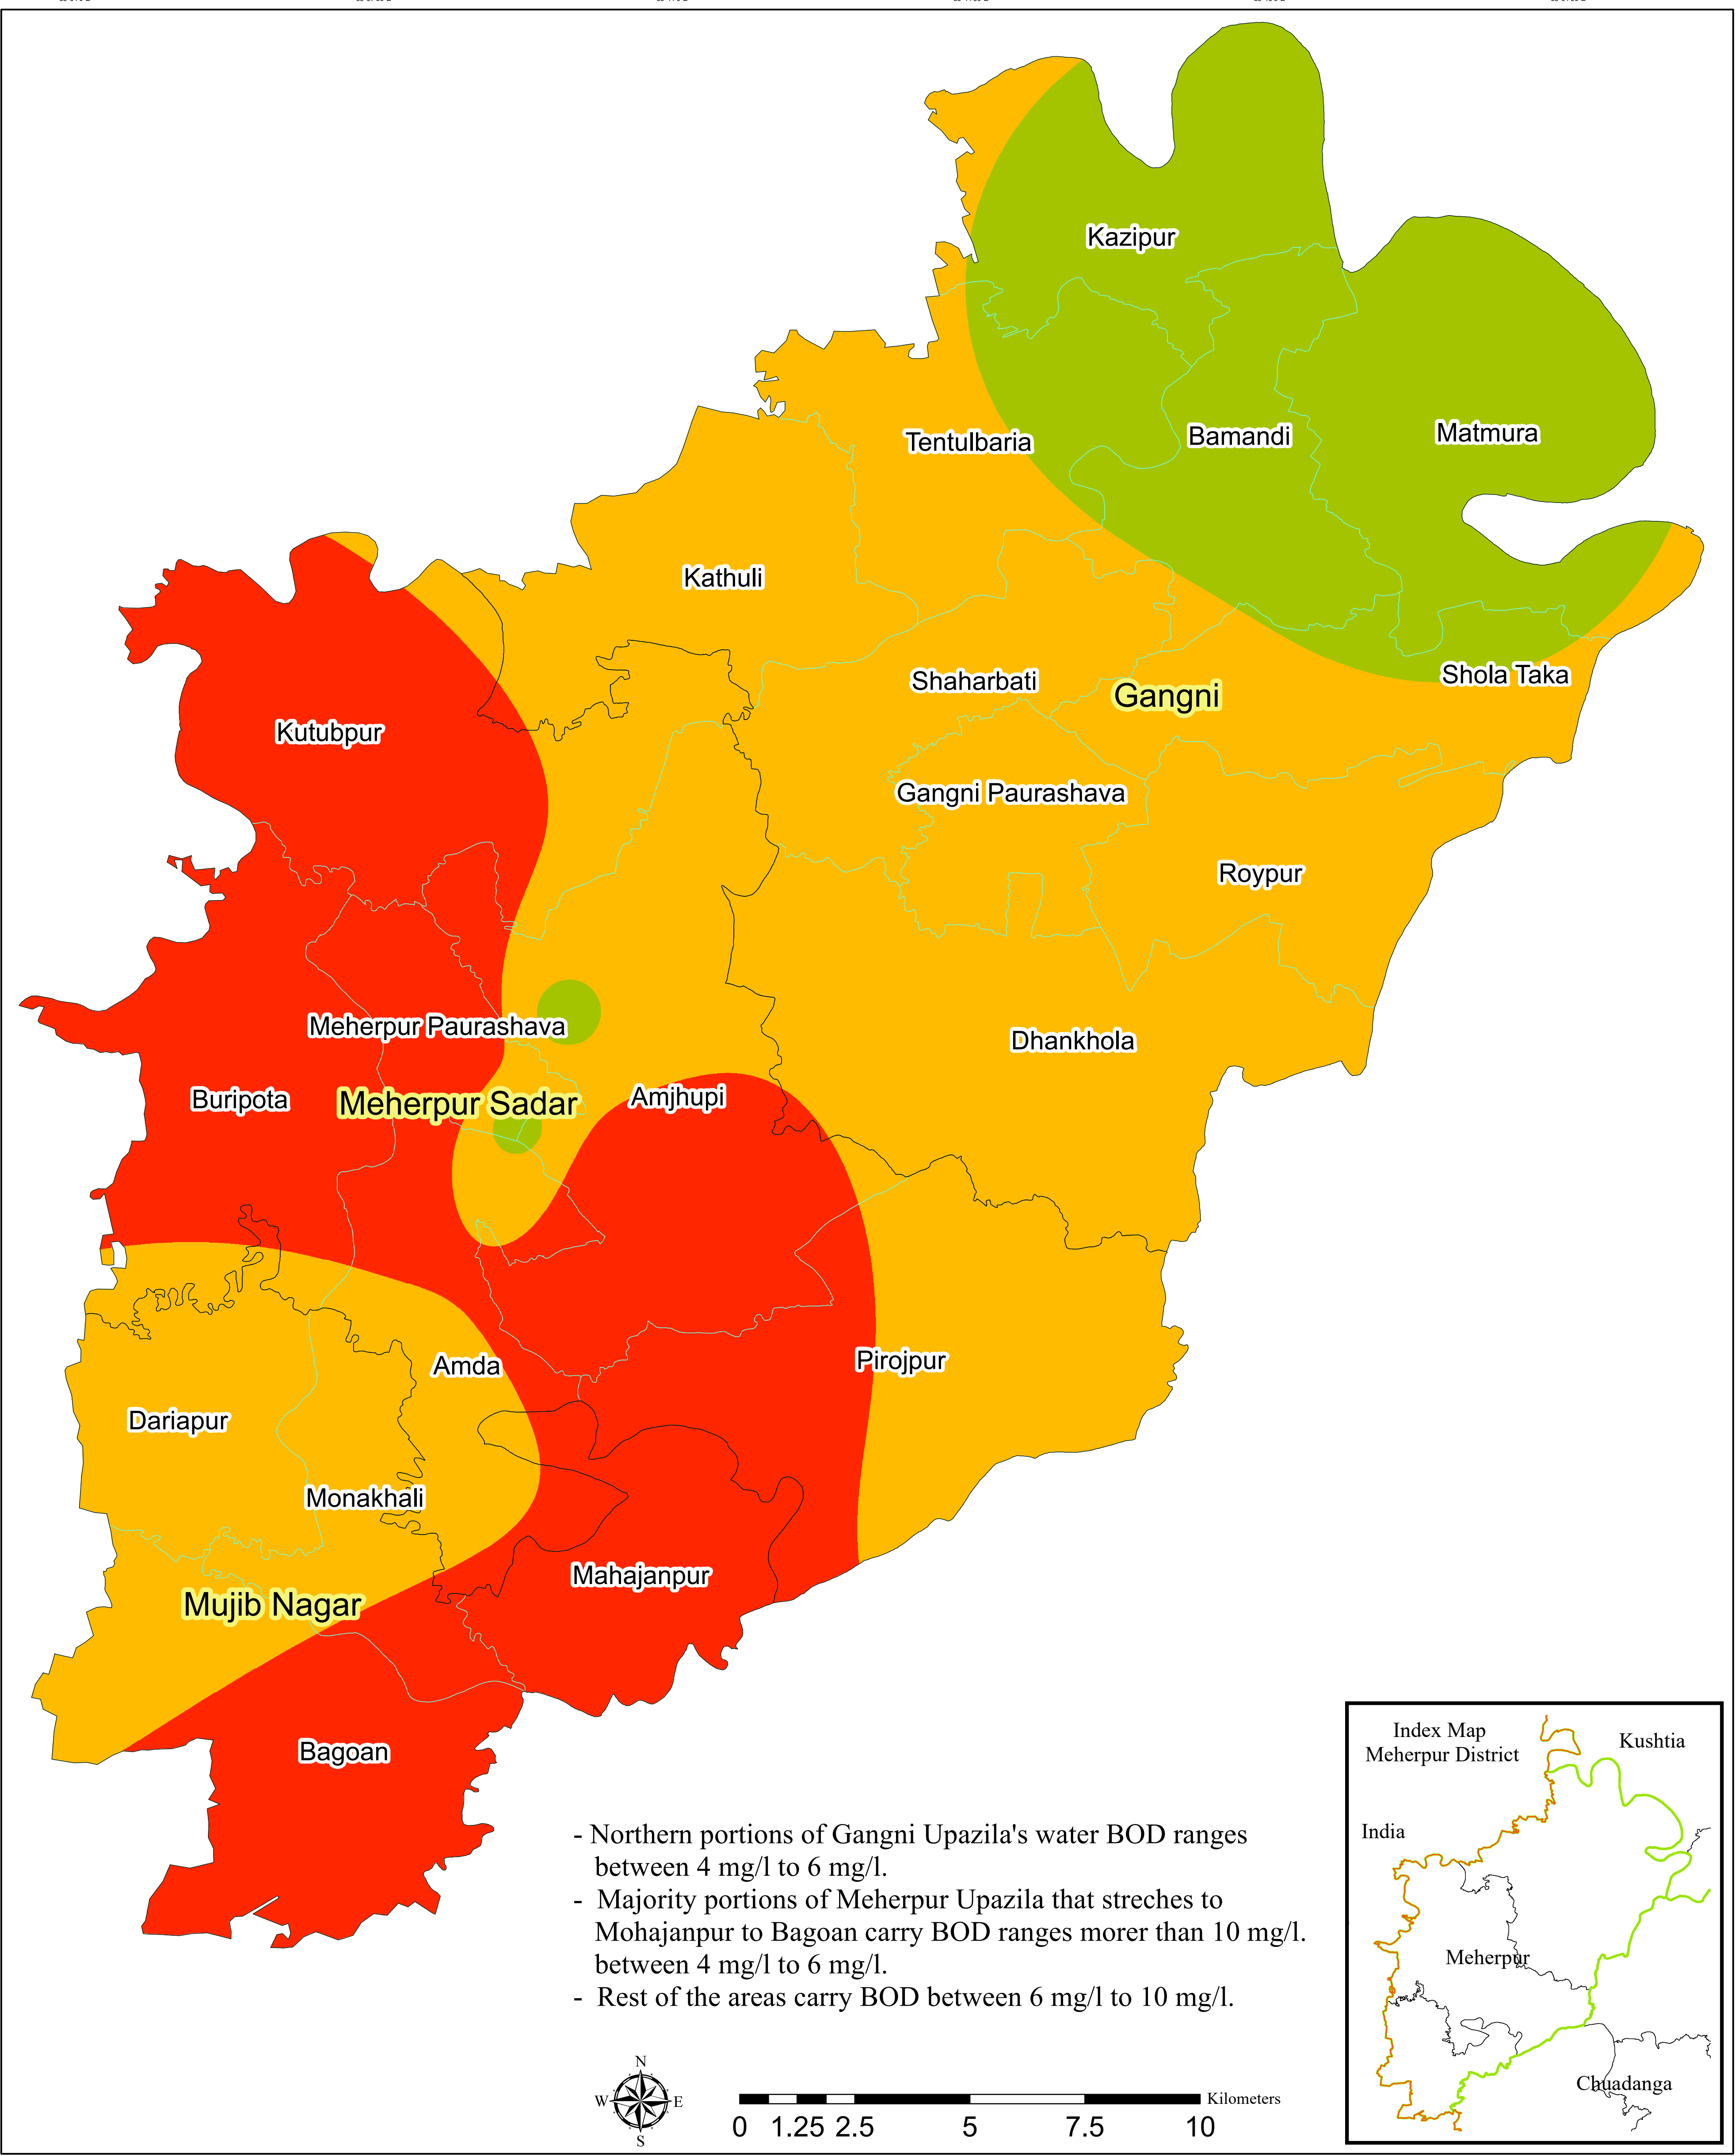 Kazipur
Tentulbaria
Bamandi
Matmura
Kathuli
Shaharbati
Gangni
Shola Taka
Kutubpur
Gangni Paurashava
Roypur
Meherpur Paurashava
Dhankhola
Buripota
Meherpur Sadar
Amjhupi
Amda
Pirojpur
Dariapur
Monakhali
Mahajanpur
Mujib Nagar
Bagoan
- Northern portions of Gangni Upazila's water BOD ranges
between 4 mg/l to 6 mg/l.
- Majority portions of Meherpur Upazila that streches to
Mohajanpur to Bagoan carry BOD ranges morer than 10 mg/l.
between 4 mg/l to 6 mg/l.
- Rest of the areas carry BOD between 6 mg/l to 10 mg/l.
N
W E
S
Kilometers
0 1.25 2.5 5 7.5 10
Index Map
Meherpur District
Kushtia
India
Meherpur
Chuadanga